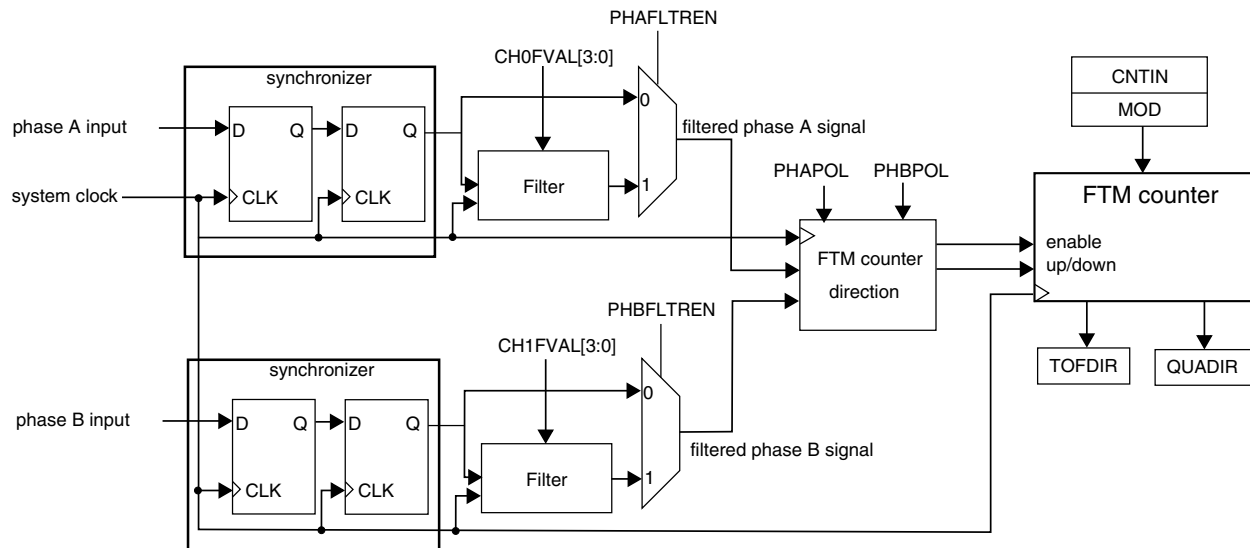 PHAFLTREN
CH0FVAL[3:0]
synchronizer
CNTIN
MOD
phase A input
D Q D Q
0
filtered phase A signal
system clock
CLK CLK
Filter
1
PHAPOL PHBPOL
FTM counter
enable
up/down
FTM counter
direction
PHBFLTREN
CH1FVAL[3:0]
synchronizer
TOFDIR QUADIR
phase B input
D Q D Q
0
filtered phase B signal
CLK CLK
Filter
1